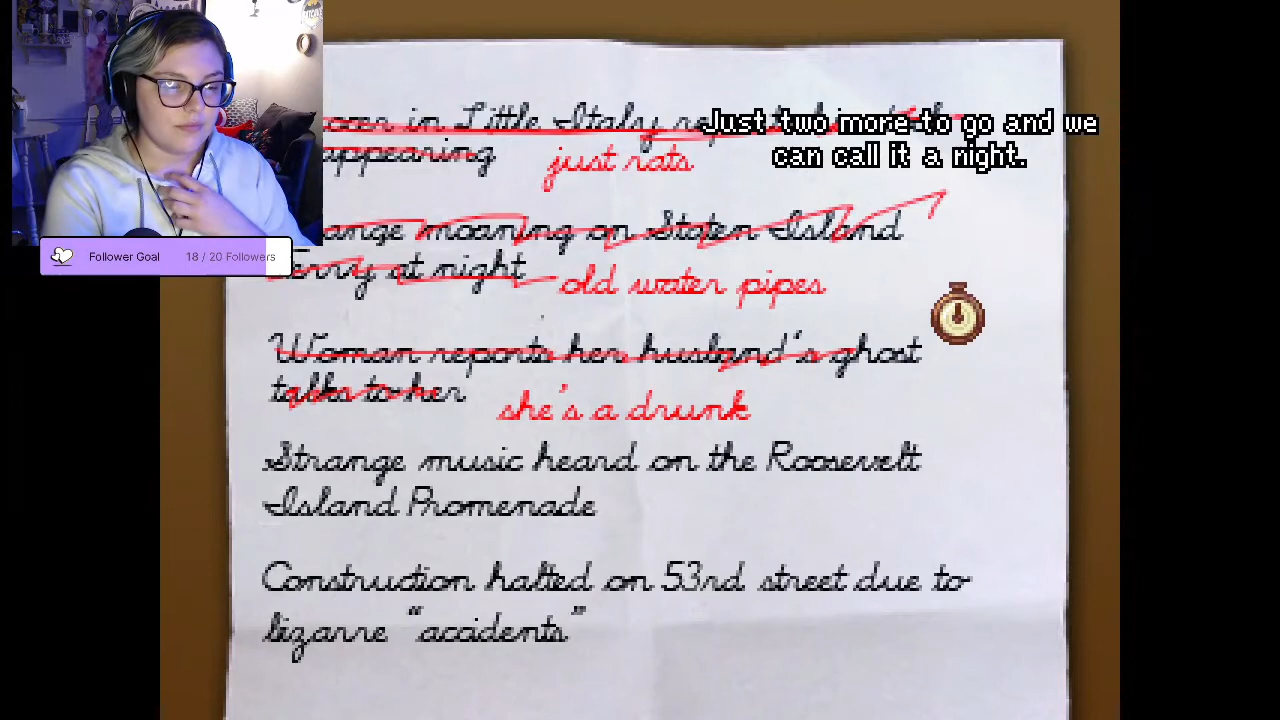 in Little Italy
Just two more to go and we
can call it a night.
appearing just rats
moaning on Staten Island
Ferry at night old water pipes
Woman reports her husband's ghost
talks to her she's a drunk
Follower Goal 18 / 20 Followers
Strange music heard on the Roosevelt
Island Promenade
Construction halted on 53rd street due to
bizarre "accidents"